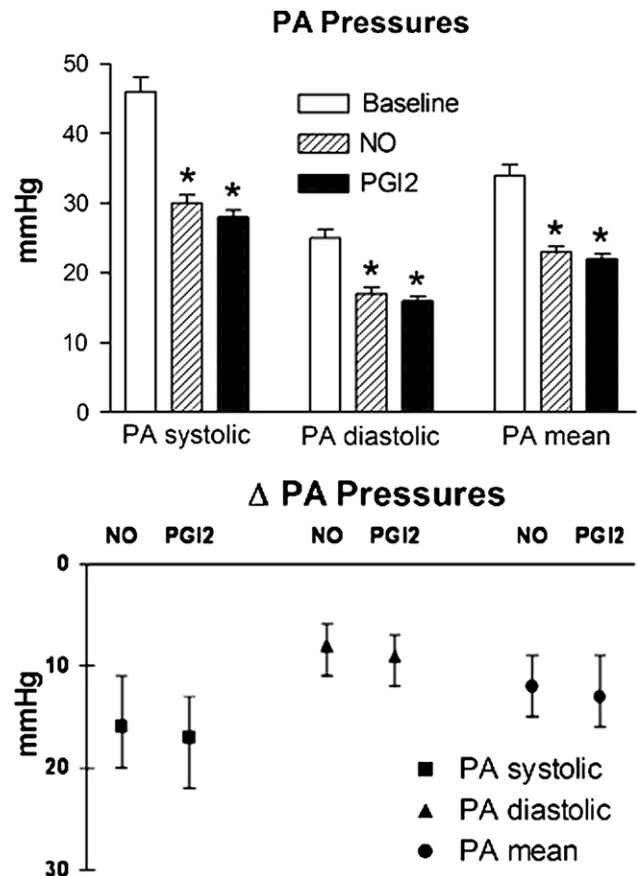 PA Pressures
50
40
30
20
10
0
mmHg
Baseline
NO
PGI2
* *
* *
* *
PA systolic PA diastolic PA mean
Δ PA Pressures
NO PGI2 NO PGI2 NO PGI2
0
10
20
30
mmHg
PA systolic
PA diastolic
PA mean